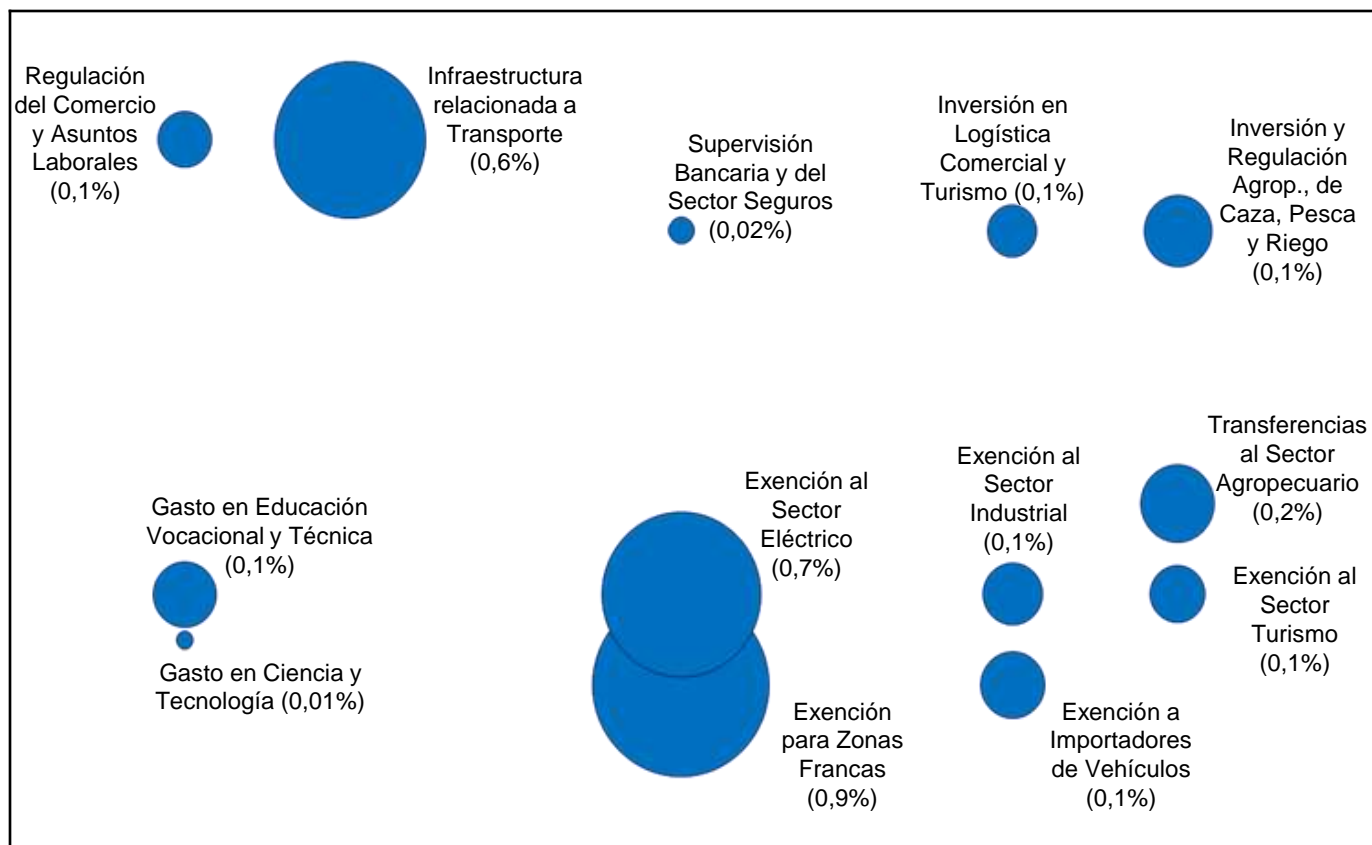 Regulación
del Comercio
y Asuntos
Laborales
(0,1%)
Infraestructura
relacionada a
Transporte
(0,6%)
Supervisión
Bancaria y del
Sector Seguros
(0,02%)
Inversión en
Logística
Comercial y
Turismo (0,1%)
Inversión y
Regulación
Agrop., de
Caza, Pesca
y Riego
(0,1%)
Gasto en Educación
Vocacional y Técnica
(0,1%)
Gasto en Ciencia y
Tecnología (0,01%)
Exención al
Sector
Eléctrico
(0,7%)
Exención
para Zonas
Francas
(0,9%)
Exención al
Sector
Industrial
(0,1%)
Exención a
Importadores
de Vehículos
(0,1%)
Transferencias
al Sector
Agropecuario
(0,2%)
Exención al
Sector
Turismo
(0,1%)